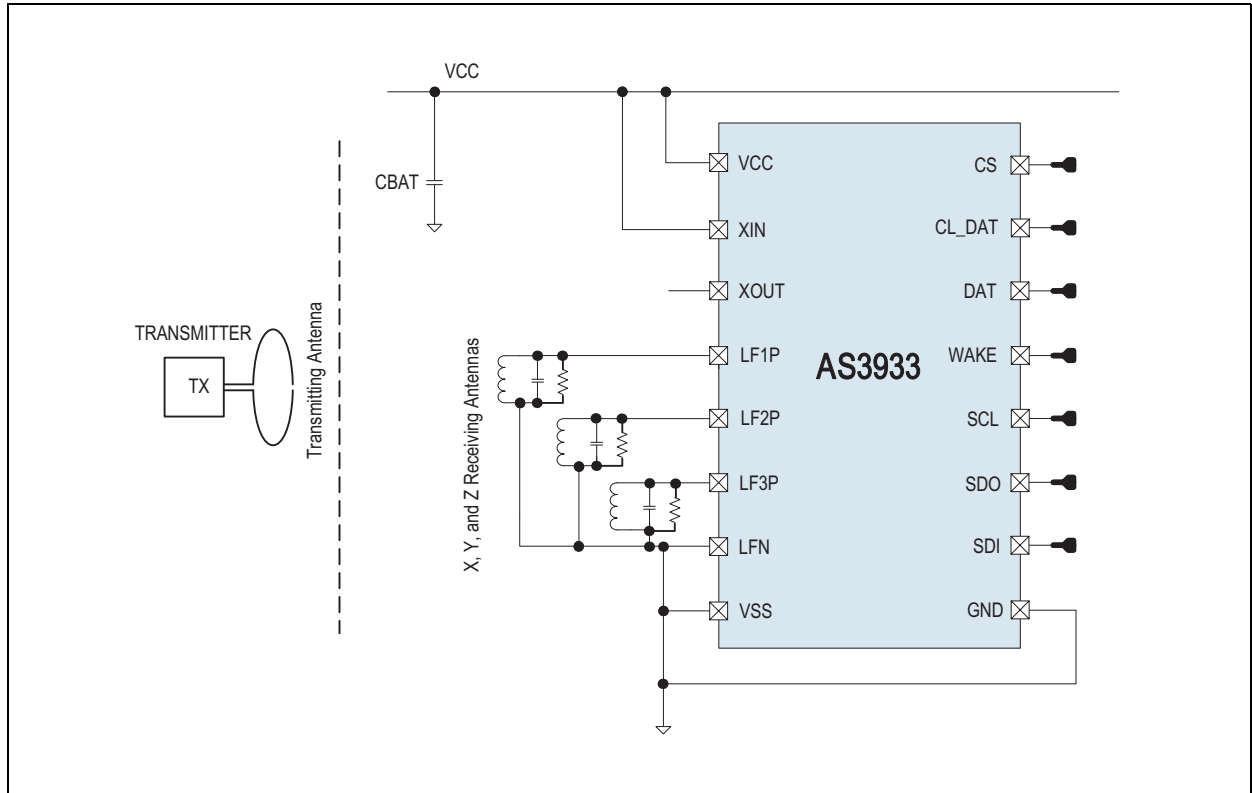 VCC
CBAT
TRANSMITTER
TX
Transmitting Antenna
X, Y, and Z Receiving Antennas
AS3933
VCC
XIN
XOUT
LF1P
LF2P
LF3P
LFN
VSS
CS
CL_DAT
DAT
WAKE
SCL
SDO
SDI
GND